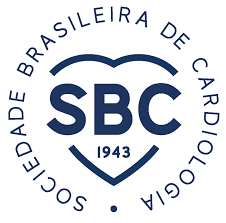 SOCIEDADE BRASILEIRA DE CARDIOLOGIA
SBC
1943